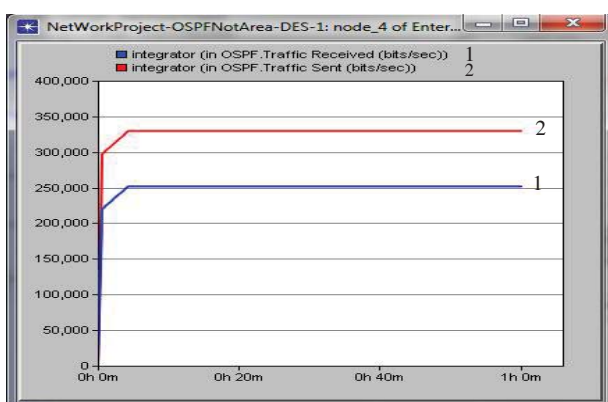 NetWorkProject-OSPFNotArea-DES-1: node_4 of Enter...
integrator (in OSPF.Traffic Received (bits/sec)) 1
integrator (in OSPF.Traffic Sent (bits/sec)) 2
400,000
350,000
300,000
250,000
200,000
150,000
100,000
50,000
0
2
1
0h 0m 0h 20m 0h 40m 1h 0m